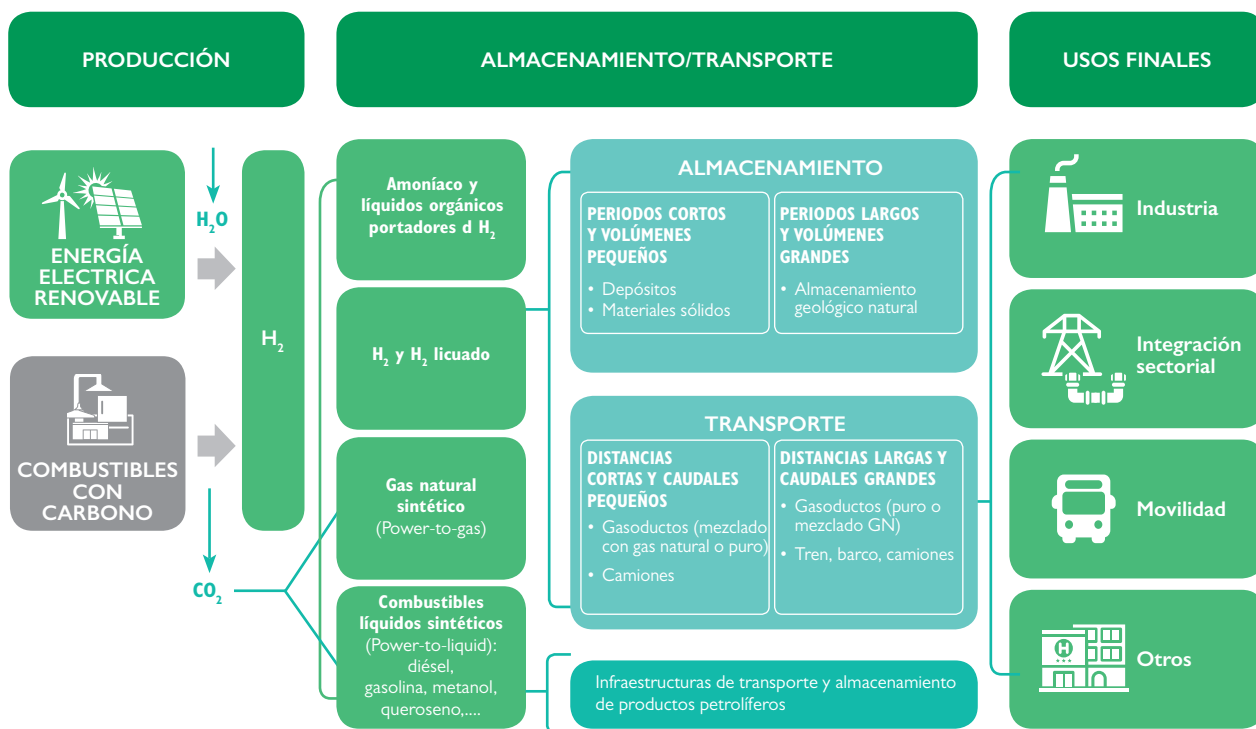 PRODUCCIÓN
ALMACENAMIENTO/TRANSPORTE
USOS FINALES
H₂O
ENERGÍA
ELECTRICA
RENOVABLE
COMBUSTIBLES
CON
CARBONO
CO₂
H₂
Amoníaco y
líquidos orgánicos
portadores d H₂
H₂ y H₂ licuado
Gas natural
sintético
(Power-to-gas)
Combustibles
líquidos sintéticos
(Power-to-liquid):
diésel,
gasolina, metanol,
queroseno,....
ALMACENAMIENTO
PERIODOS CORTOS
Y VOLÚMENES
PEQUEÑOS
• Depósitos
• Materiales sólidos
PERIODOS LARGOS
Y VOLÚMENES
GRANDES
• Almacenamiento
geológico natural
TRANSPORTE
DISTANCIAS
CORTAS Y CAUDALES
PEQUEÑOS
• Gasoductos (mezclado
con gas natural o puro)
• Camiones
DISTANCIAS LARGAS Y
CAUDALES GRANDES
• Gasoductos (puro o
mezclado GN)
• Tren, barco, camiones
Infraestructuras de transporte y almacenamiento
de productos petrolíferos
Industria
Integración
sectorial
Movilidad
H
Otros